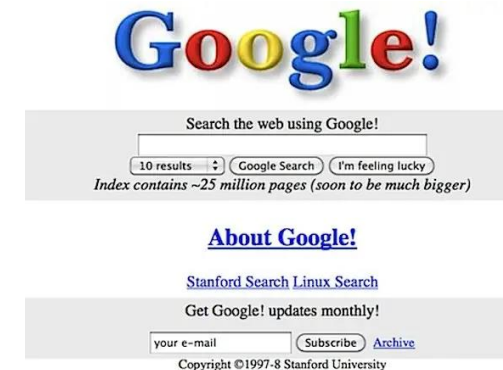 Google!
Search the web using Google!
10 results Google Search I'm feeling lucky
Index contains ~25 million pages (soon to be much bigger)
About Google!
Stanford Search Linux Search
Get Google! updates monthly!
your e-mail Subscribe Archive
Copyright ©1997-8 Stanford University